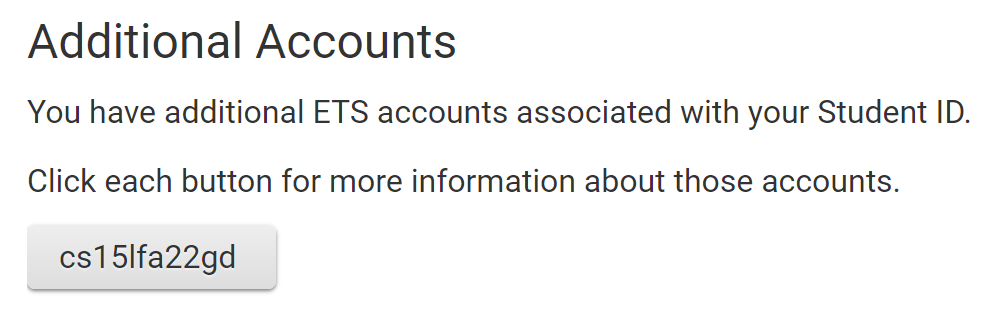 Additional Accounts
You have additional ETS accounts associated with your Student ID.
Click each button for more information about those accounts.
cs15lfa22gd